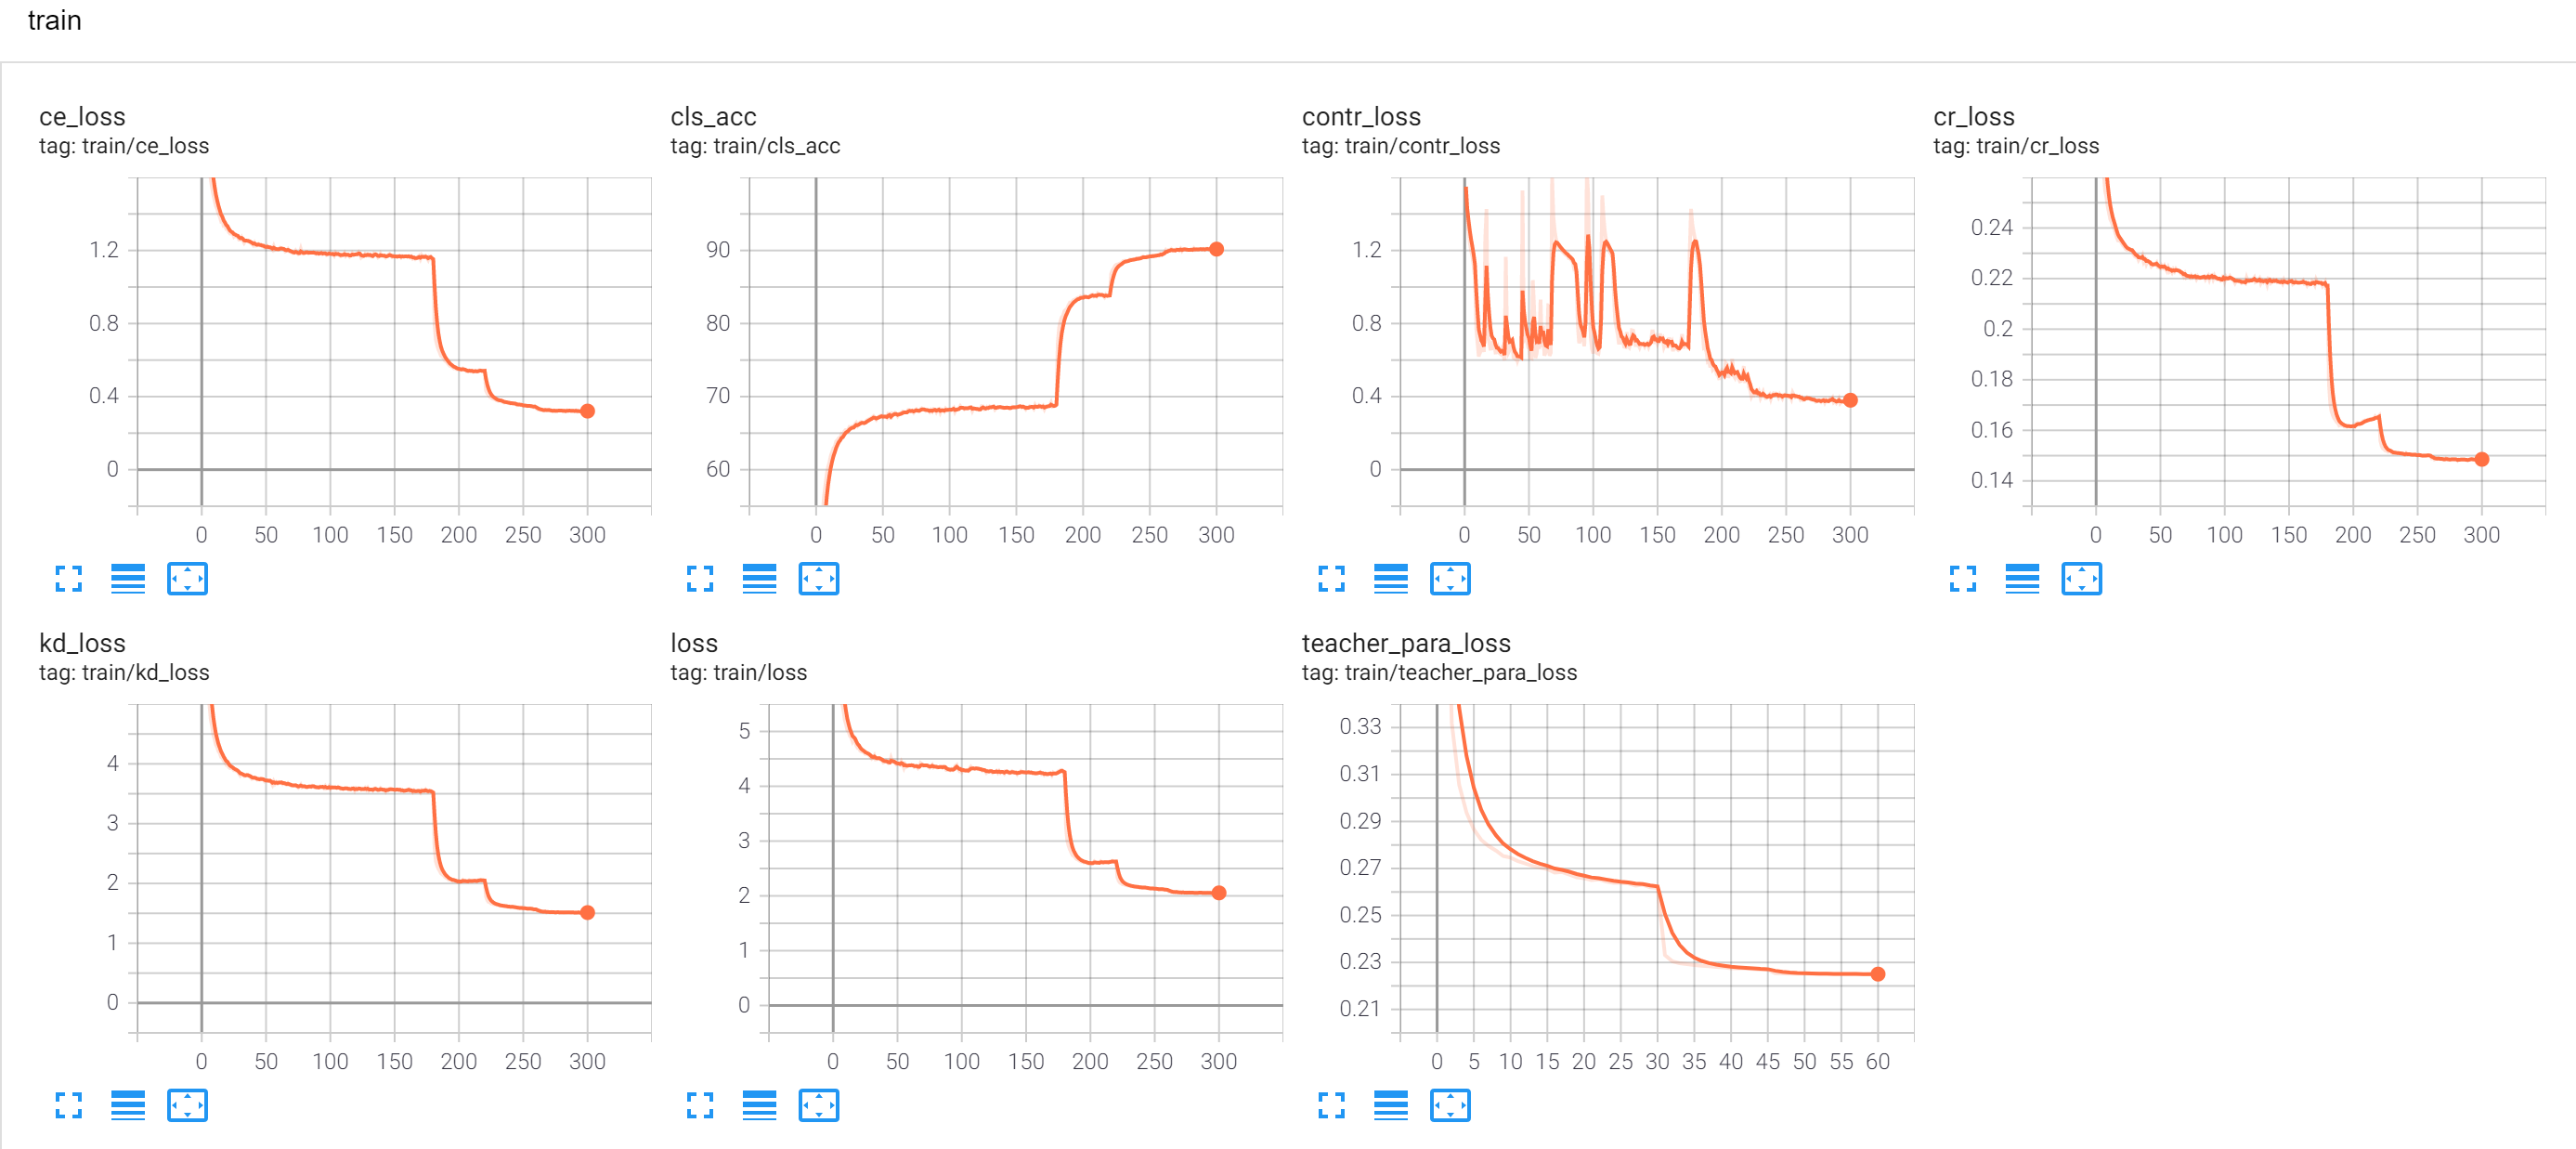 train
ce_loss
tag: train/ce_loss
1.2
0.8
0.4
0
0 50 100 150 200 250 300
cls_acc
tag: train/cls_acc
90
80
70
60
0 50 100 150 200 250 300
contr_loss
tag: train/contr_loss
1.2
0.8
0.4
0
0 50 100 150 200 250 300
cr_loss
tag: train/cr_loss
0.24
0.22
0.2
0.18
0.16
0.14
0 50 100 150 200 250 300
kd_loss
tag: train/kd_loss
4
3
2
1
0
0 50 100 150 200 250 300
loss
tag: train/loss
5
4
3
2
1
0
0 50 100 150 200 250 300
teacher_para_loss
tag: train/teacher_para_loss
0.33
0.31
0.29
0.27
0.25
0.23
0.21
0 5 10 15 20 25 30 35 40 45 50 55 60